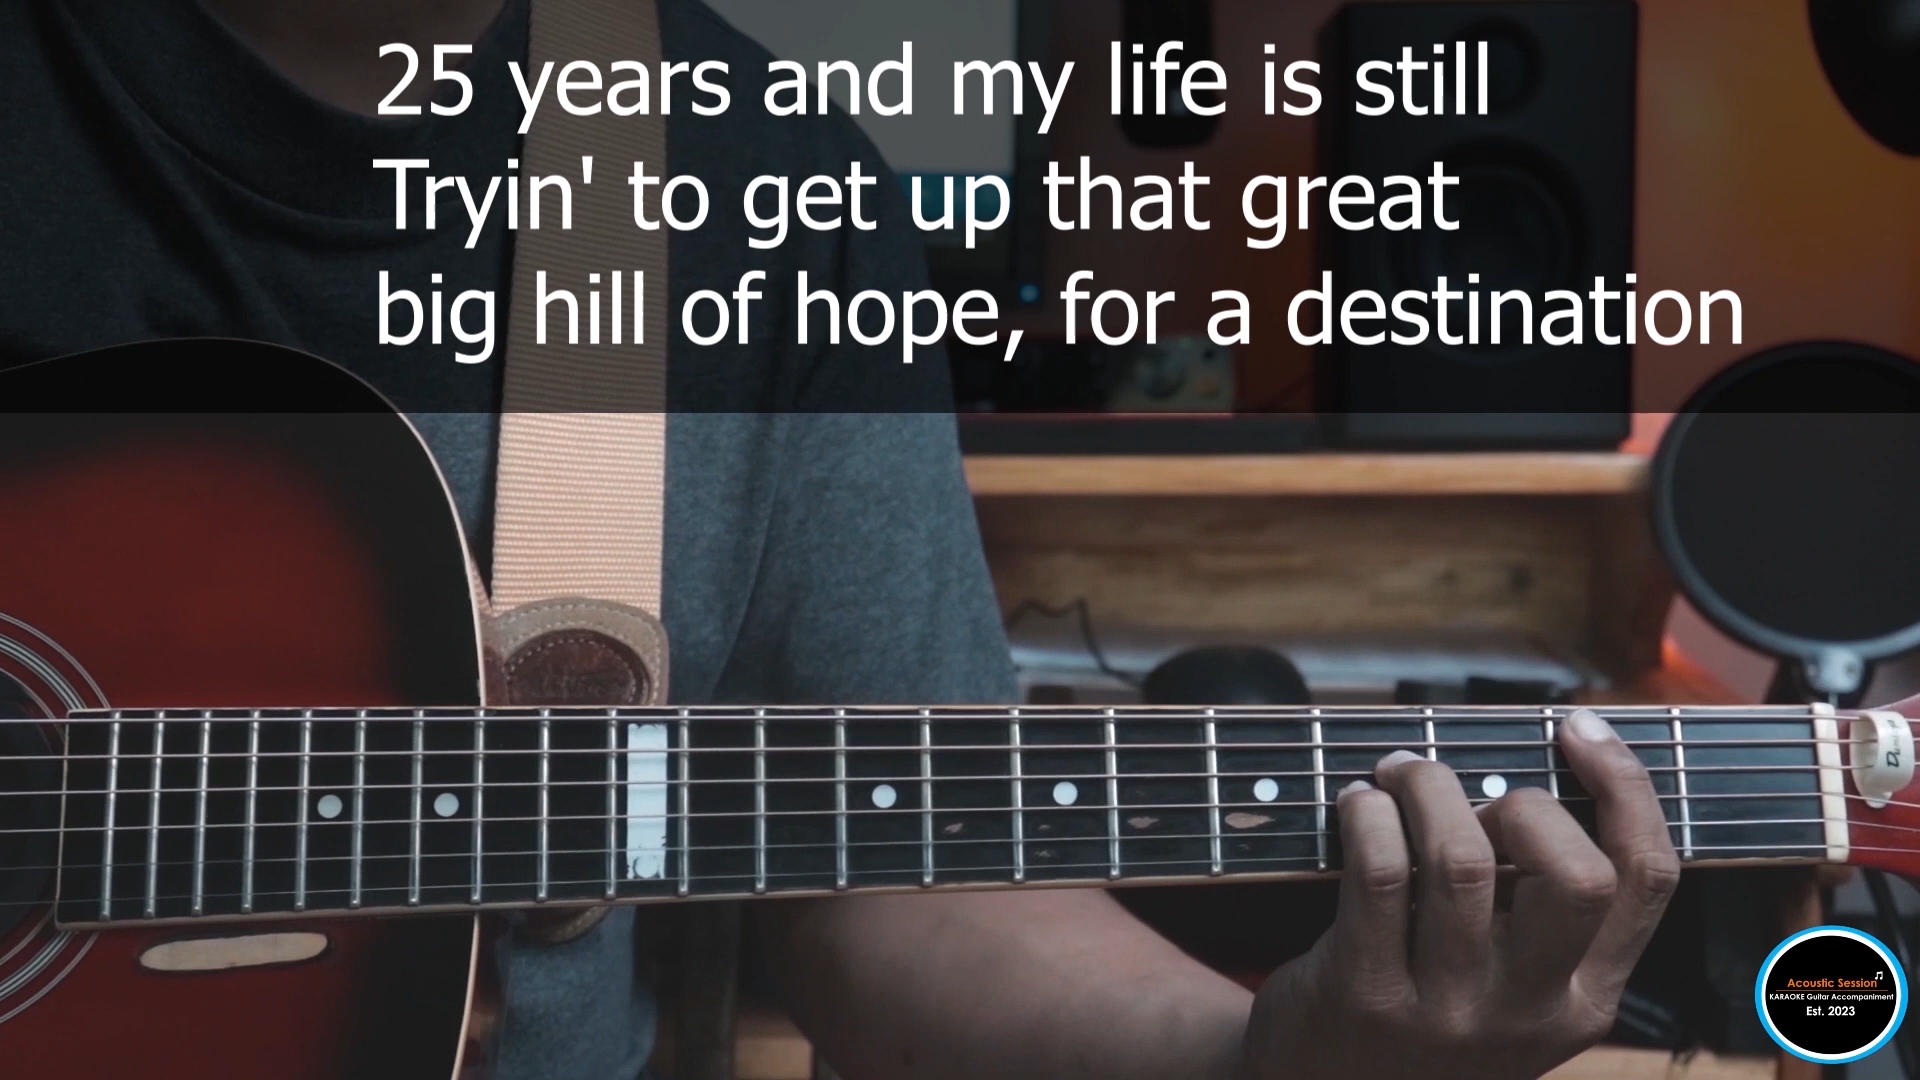 25 years and my life is still
Tryin' to get up that great
big hill of hope, for a destination
Acoustic Session
KARAOKE Guitar Accompaniment
Est. 2023